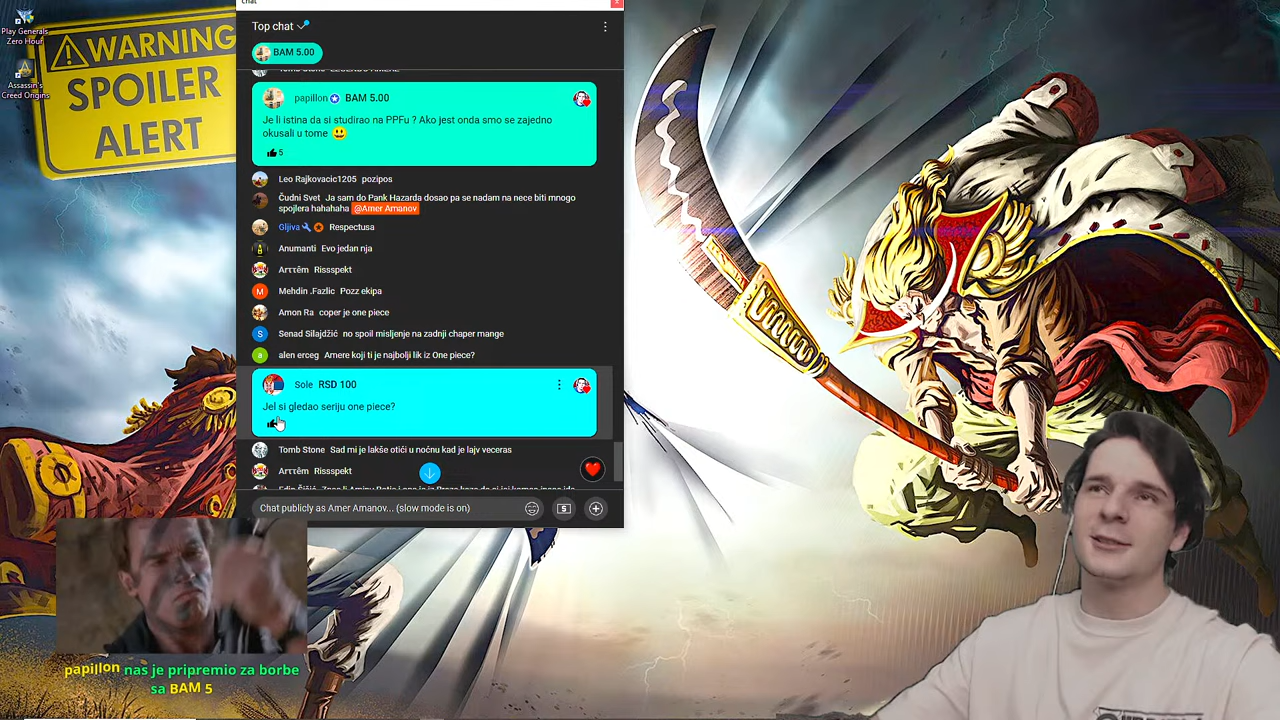 Play Generals
Zero Hour
Assassin's
Creed Origins
WARNING
SPOILER
ALERT
chat
Top chat
BAM 5.00
papillon BAM 5.00
Je li istina da si studirao na PPFu ? Ako jest onda smo se zajedno
okusali u tome 😃
5
Leo Rajkovacic1205 pozipos
Čudni Svet Ja sam do Pank Hazarda dosao pa se nadam na nece biti mnogo
spojlera hahahaha @Amer Amanov
Gljiva Respectusa
Anumanti Evo jedan nja
Arττêm Rissspekt
M
Mehdin .Fazlic Pozz ekipa
Amon Ra coper je one piece
S
Senad Silajdžić no spoil misljenje na zadnji chaper mange
a
alen erceg Amere koji ti je najbolji lik iz One piece?
Sole RSD 100
Jel si gledao seriju one piece?
Tomb Stone Sad mi je lakše otići u noćnu kad je lajv veceras
Arττêm Rissspekt
Chat publicly as Amer Amanov... (slow mode is on)
papillon nas je pripremio za borbe
sa BAM 5